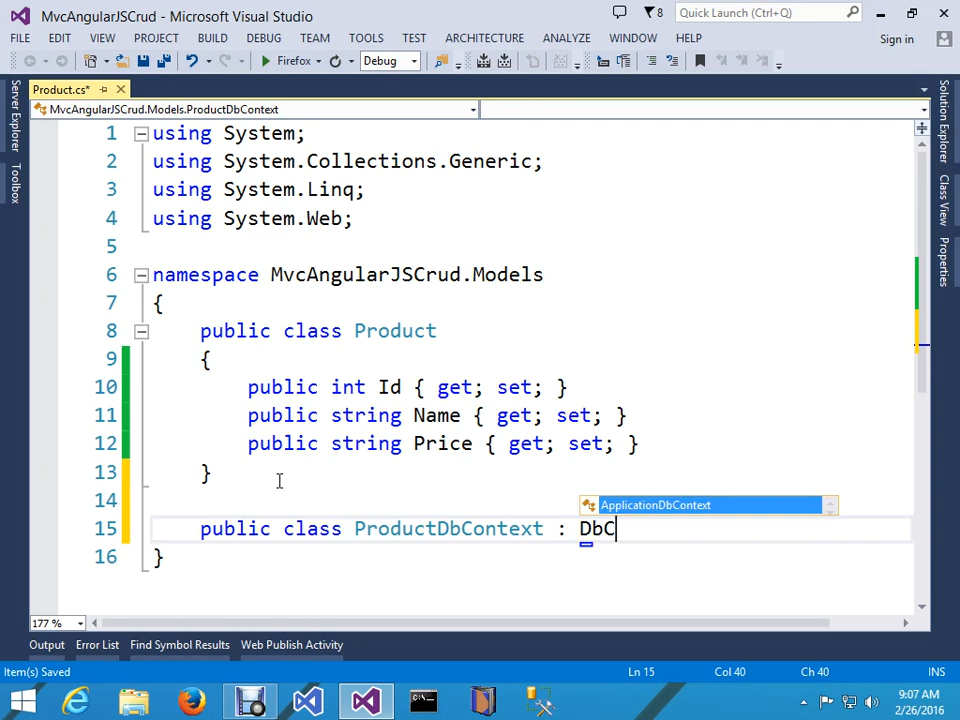 MvcAngularJSCrud - Microsoft Visual Studio
8
Quick Launch (Ctrl+Q)
FILE EDIT VIEW PROJECT BUILD DEBUG TEAM TOOLS TEST ARCHITECTURE ANALYZE WINDOW HELP
Sign in
Firefox Debug
Product.cs*
MvcAngularJSCrud.Models.ProductDbContext
Server Explorer
Toolbox
Solution Explorer
Class View
Properties
1 using System;
2 using System.Collections.Generic;
3 using System.Linq;
4 using System.Web;
5
6 namespace MvcAngularJSCrud.Models
7 {
8 public class Product
9 {
10 public int Id { get; set; }
11 public string Name { get; set; }
12 public string Price { get; set; }
13 }
14
ApplicationDbContext
15 public class ProductDbContext : DbC
16 }
177 %
Output Error List Find Symbol Results Web Publish Activity
Item(s) Saved Ln 15 Col 40 Ch 40 INS
9:07 AM
2/26/2016